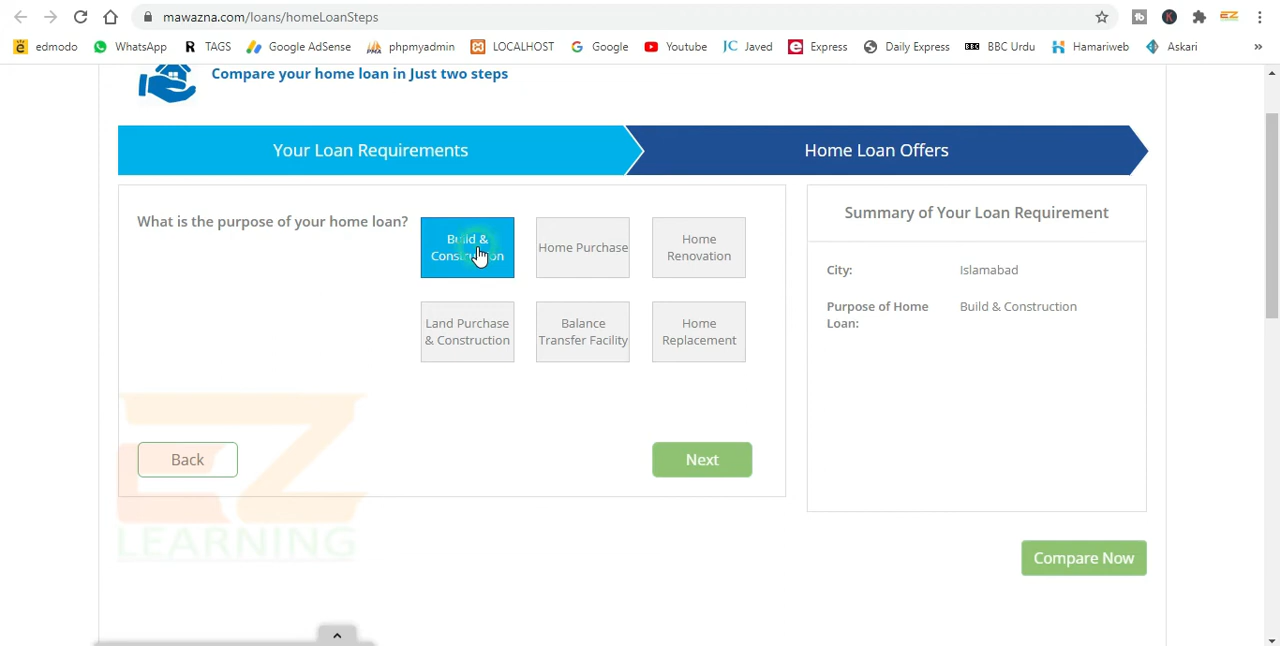 mawazna.com/loans/homeLoanSteps
edmodo WhatsApp TAGS Google AdSense phpmyadmin LOCALHOST Google Youtube Javed Express Daily Express BBC Urdu Hamariweb Askari »
Compare your home loan in Just two steps
Your Loan Requirements
Home Loan Offers
What is the purpose of your home loan?
Build &
Construction
Home Purchase
Home
Renovation
Land Purchase
& Construction
Balance
Transfer Facility
Home
Replacement
Back
Next
Summary of Your Loan Requirement
City: Islamabad
Purpose of Home Build & Construction
Loan:
Compare Now
EZ
LEARNING